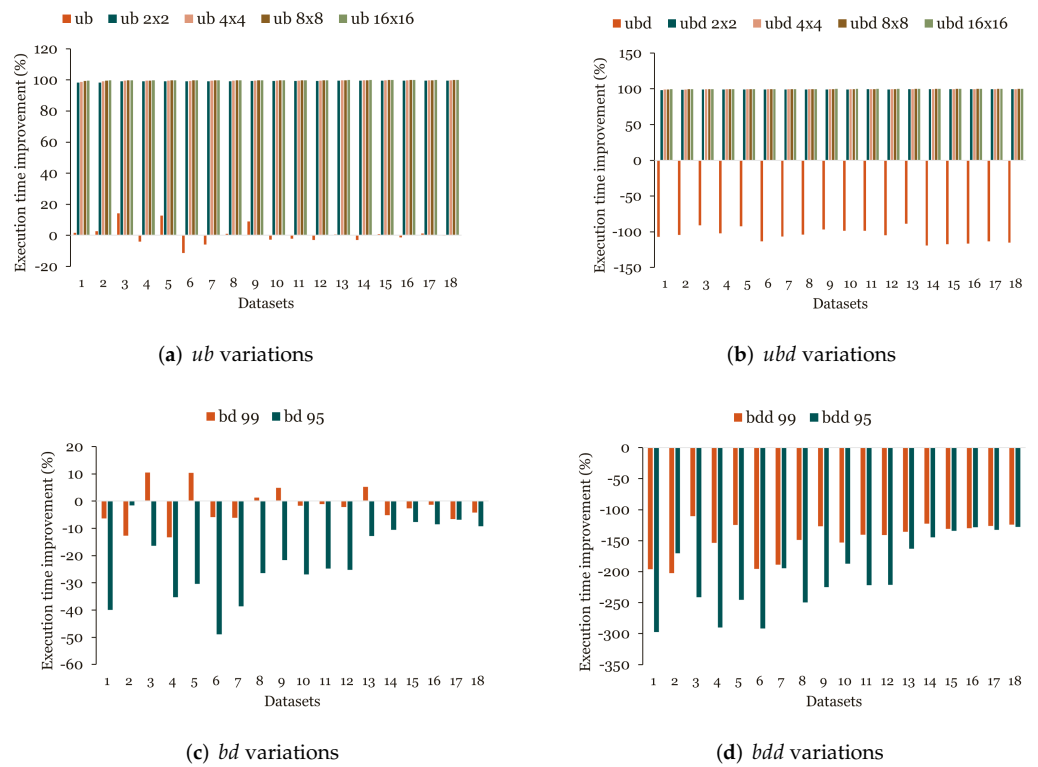 ub ub 2x2 ub 4x4 ub 8x8 ub 16x16
Execution time improvement (%)
120
100
80
60
40
20
0
-20
1 2 3 4 5 6 7 8 9 10 11 12 13 14 15 16 17 18
Datasets
(a) ub variations
ubd ubd 2x2 ubd 4x4 ubd 8x8 ubd 16x16
Execution time improvement (%)
150
100
50
0
-50
-100
-150
1 2 3 4 5 6 7 8 9 10 11 12 13 14 15 16 17 18
Datasets
(b) ubd variations
bd 99 bd 95
Execution time improvement (%)
20
10
0
-10
-20
-30
-40
-50
-60
1 2 3 4 5 6 7 8 9 10 11 12 13 14 15 16 17 18
Datasets
(c) bd variations
bdd 99 bdd 95
Execution time improvement (%)
0
-50
-100
-150
-200
-250
-300
-350
1 2 3 4 5 6 7 8 9 10 11 12 13 14 15 16 17 18
Datasets
(d) bdd variations